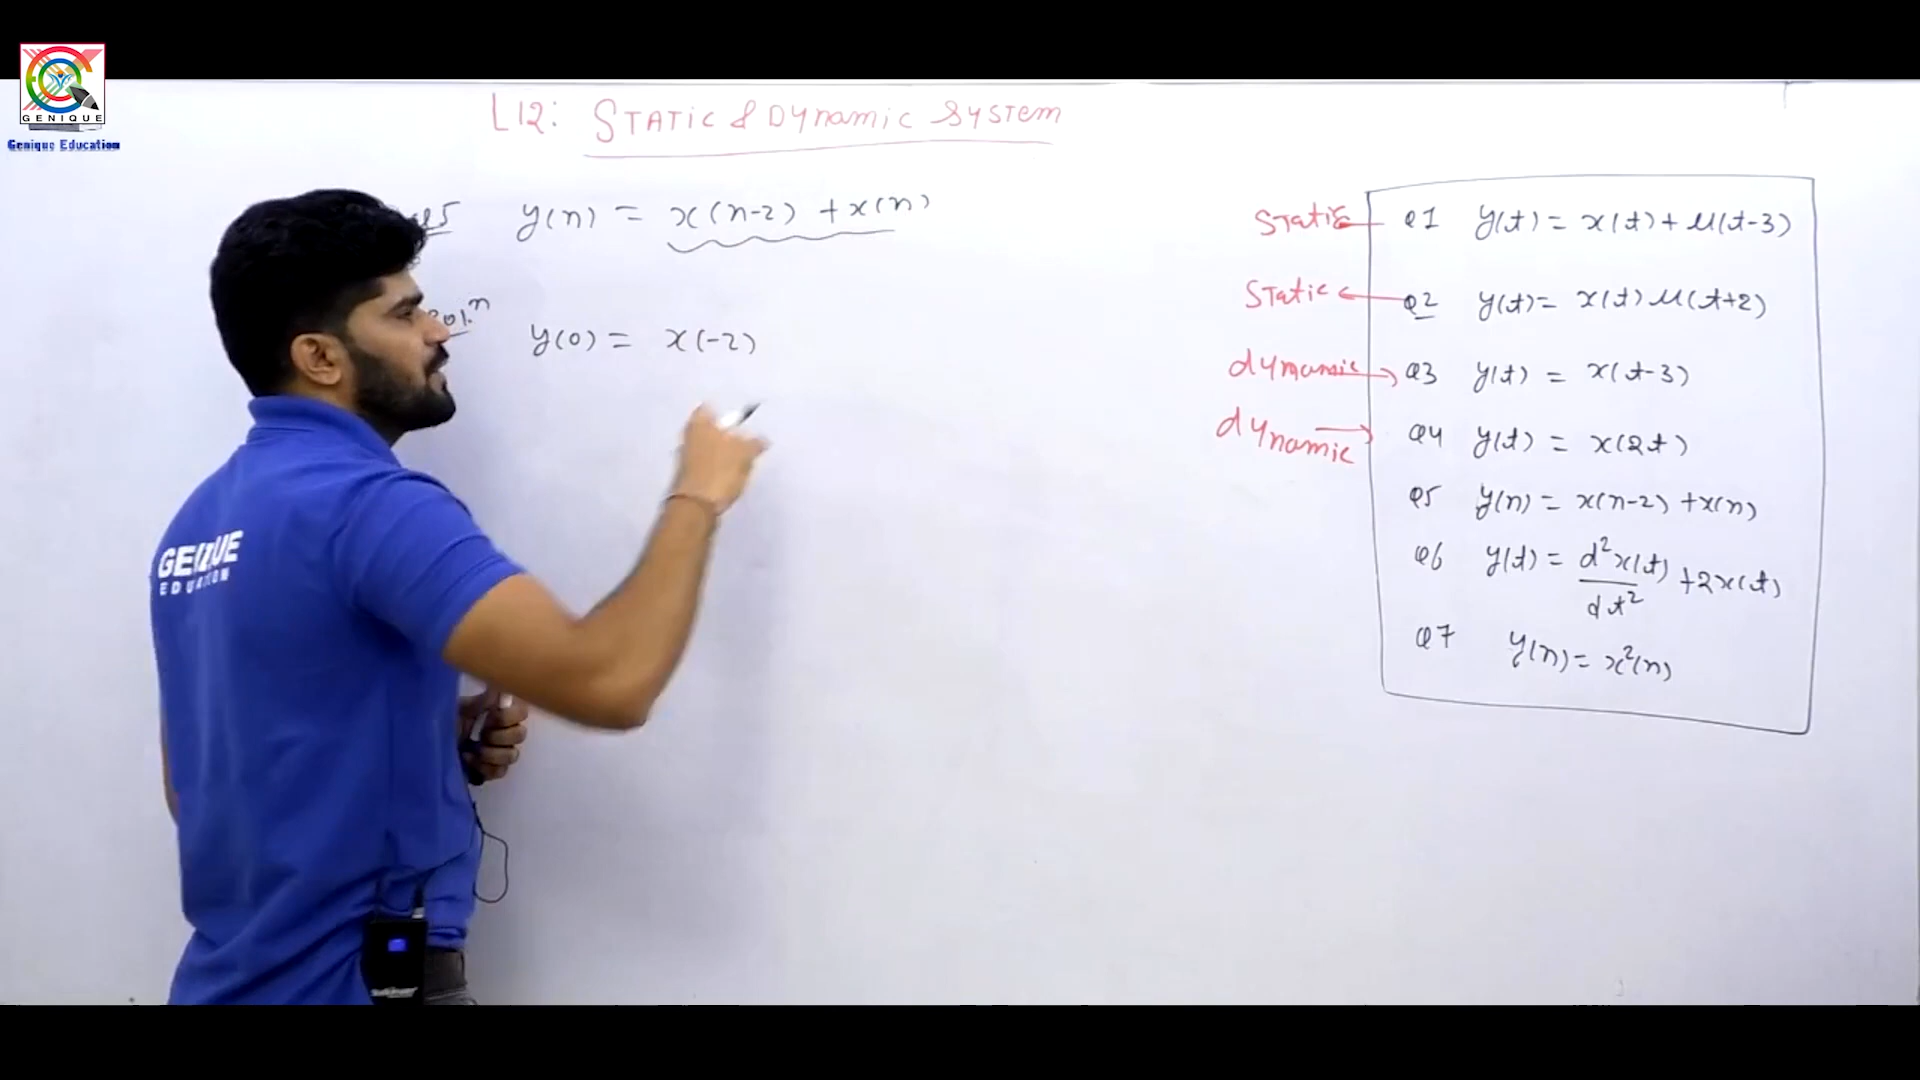 GENIQUE
Genique Education
L12: STATIC & DYNAMIC SYSTEM
y(n) = x(n-2) + x(n)
Sol.ⁿ
y(0) = x(-2)
GENIQUE
EDUCATION
Static ← Q1 y(t) = x(t) + u(t-3)
Static ← Q2 y(t) = x(t) u(t+2)
dynamic → Q3 y(t) = x(t-3)
dynamic → Q4 y(t) = x(2t)
Q5 y(n) = x(n-2) + x(n)
Q6 y(t) = d²x(t)/dt² + 2x(t)
Q7 y(n) = x²(n)